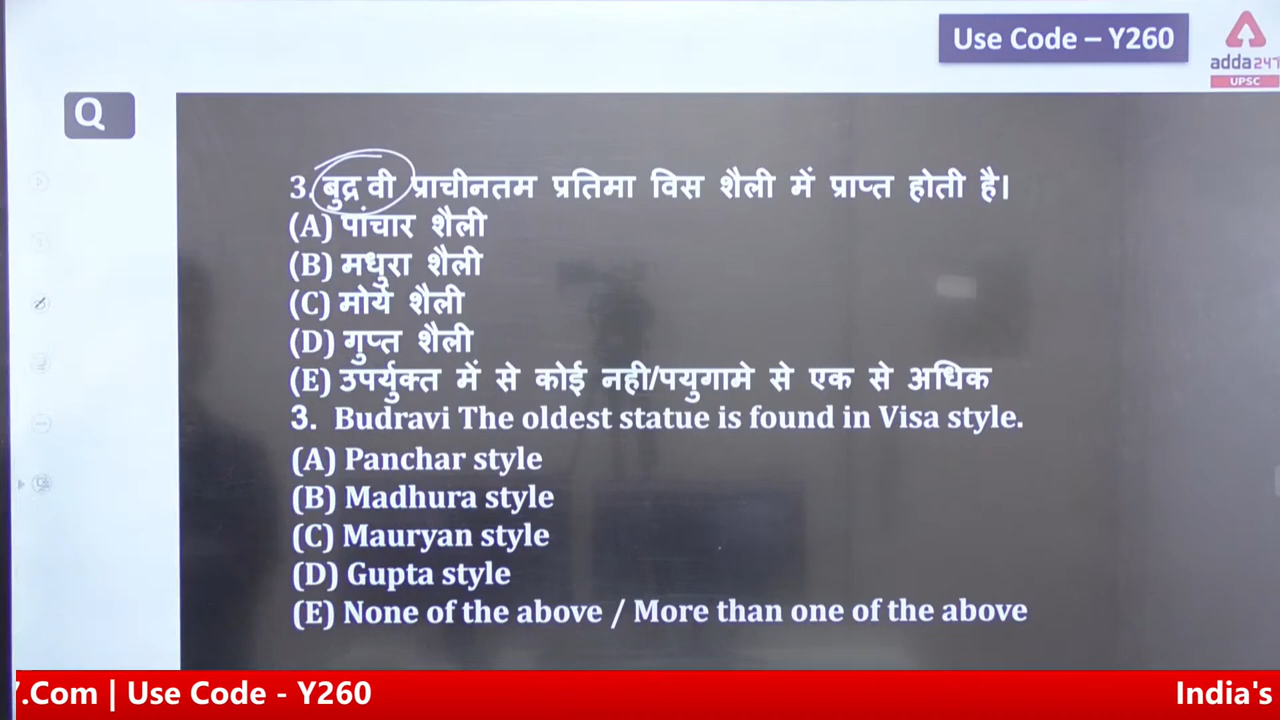 Use Code – Y260
adda247
UPSC
Q
3. बुद्र वी प्राचीनतम प्रतिमा विस शैली में प्राप्त होती है।
(A) पांचार शैली
(B) मधुरा शैली
(C) मोर्य शैली
(D) गुप्त शैली
(E) उपर्युक्त में से कोई नही/पयुगामे से एक से अधिक
3. Budravi The oldest statue is found in Visa style.
(A) Panchar style
(B) Madhura style
(C) Mauryan style
(D) Gupta style
(E) None of the above / More than one of the above
.Com | Use Code - Y260
India's